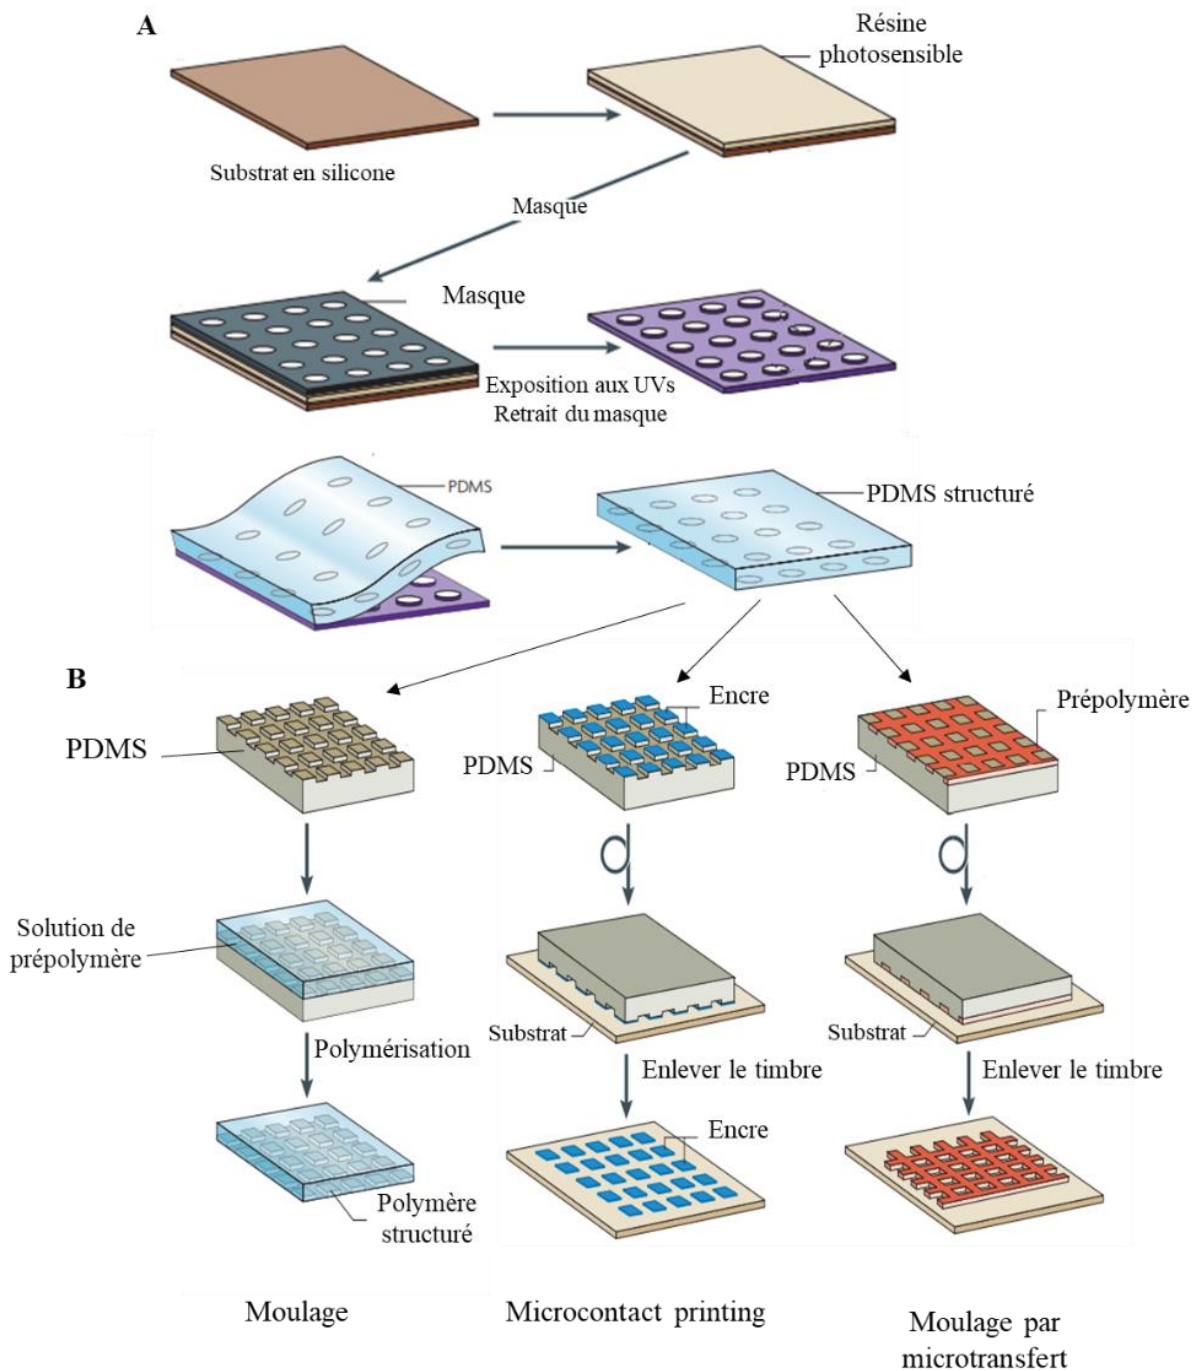 A
Résine
photosensible
Substrat en silicone
Masque
Masque
Exposition aux UVs
Retrait du masque
PDMS
PDMS structuré
B
PDMS
Encre
PDMS
Prépolymère
PDMS
Solution de
prépolymère
Substrat
Substrat
Polymérisation
Enlever le timbre
Enlever le timbre
Encre
Polymère
structuré
Moulage
Microcontact printing
Moulage par
microtransfert